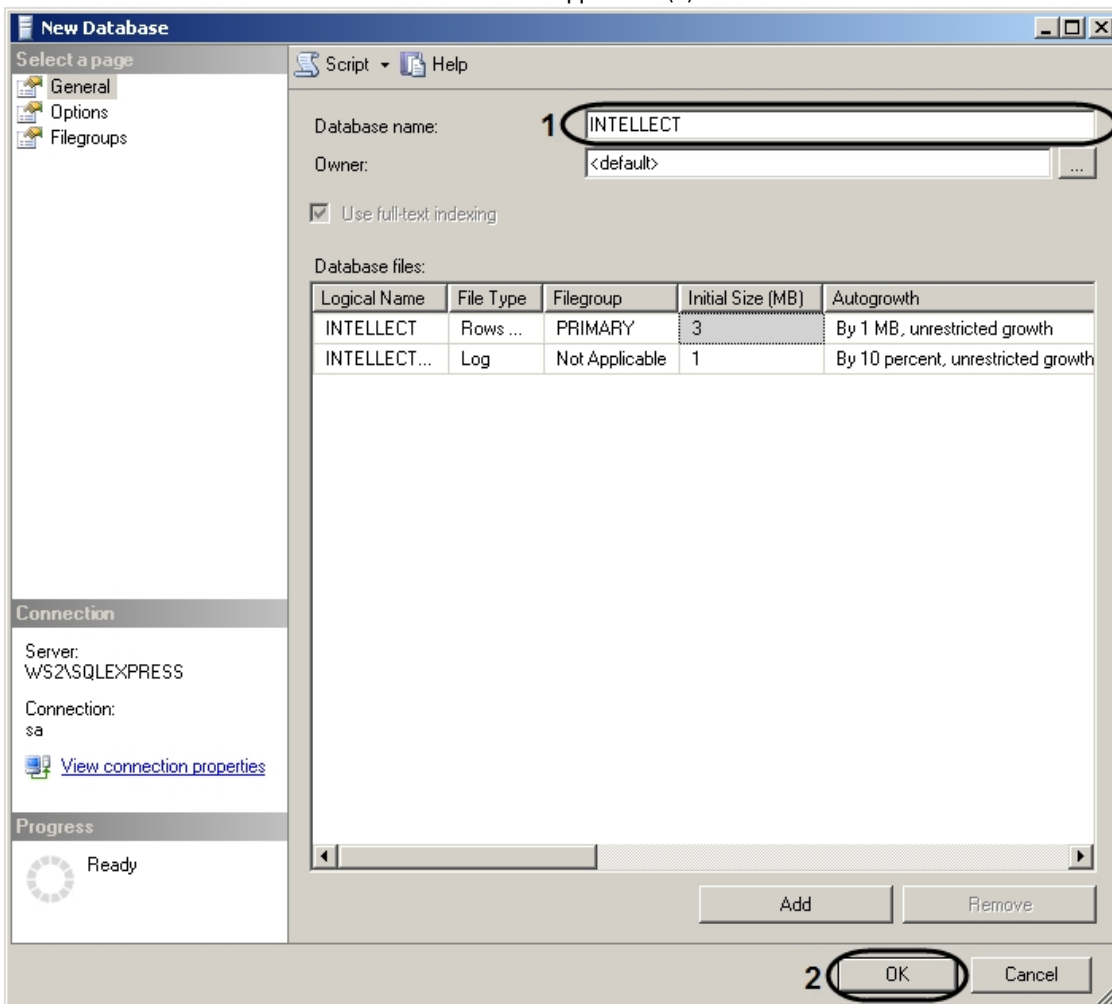 New Database
Select a page
General
Options
Filegroups
Script Help
Database name: 1 INTELLECT
Owner: <default> ...
Use full-text indexing
Database files:
Logical Name File Type Filegroup Initial Size (MB) Autogrowth
INTELLECT Rows ... PRIMARY 3 By 1 MB, unrestricted growth
INTELLECT... Log Not Applicable 1 By 10 percent, unrestricted growth
Connection
Server:
WS2\SQLEXPRESS
Connection:
sa
View connection properties
Progress
Ready
Add Remove
2 OK Cancel